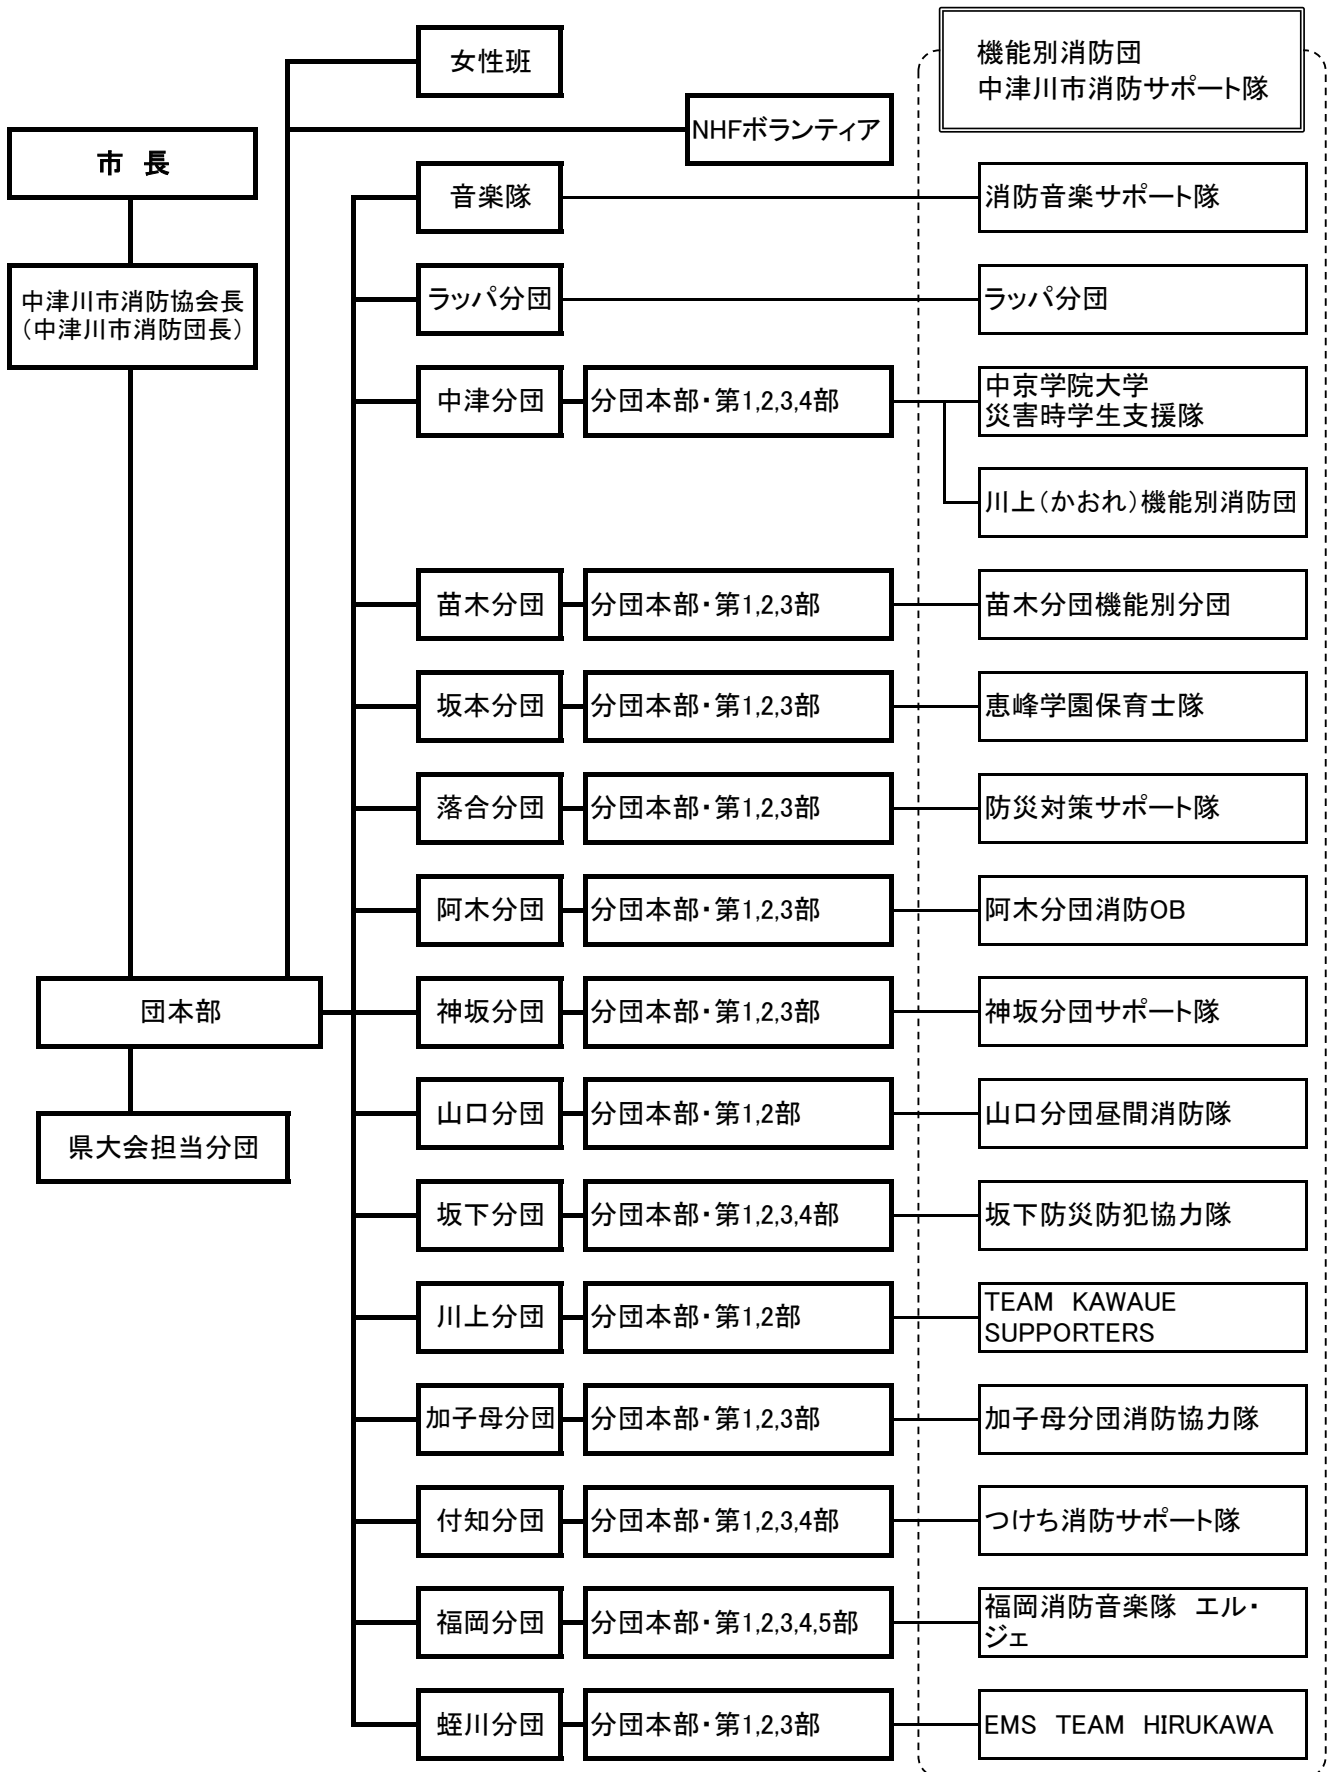 女性班
機能別消防団
中津川市消防サポート隊
NHFボランティア
市 長
音楽隊
消防音楽サポート隊
中津川市消防協会長
(中津川市消防団長)
ラッパ分団
ラッパ分団
中津分団
分団本部・第1,2,3,4部
中京学院大学
災害時学生支援隊
川上(かおれ)機能別消防団
苗木分団
分団本部・第1,2,3部
苗木分団機能別分団
坂本分団
分団本部・第1,2,3部
恵峰学園保育士隊
落合分団
分団本部・第1,2,3部
防災対策サポート隊
阿木分団
分団本部・第1,2,3部
阿木分団消防OB
団本部
神坂分団
分団本部・第1,2,3部
神坂分団サポート隊
県大会担当分団
山口分団
分団本部・第1,2部
山口分団昼間消防隊
坂下分団
分団本部・第1,2,3,4部
坂下防災防犯協力隊
川上分団
分団本部・第1,2部
TEAM KAWAUE
SUPPORTERS
加子母分団
分団本部・第1,2,3部
加子母分団消防協力隊
付知分団
分団本部・第1,2,3,4部
つけち消防サポート隊
福岡分団
分団本部・第1,2,3,4,5部
福岡消防音楽隊 エル・
ジェ
蛭川分団
分団本部・第1,2,3部
EMS TEAM HIRUKAWA